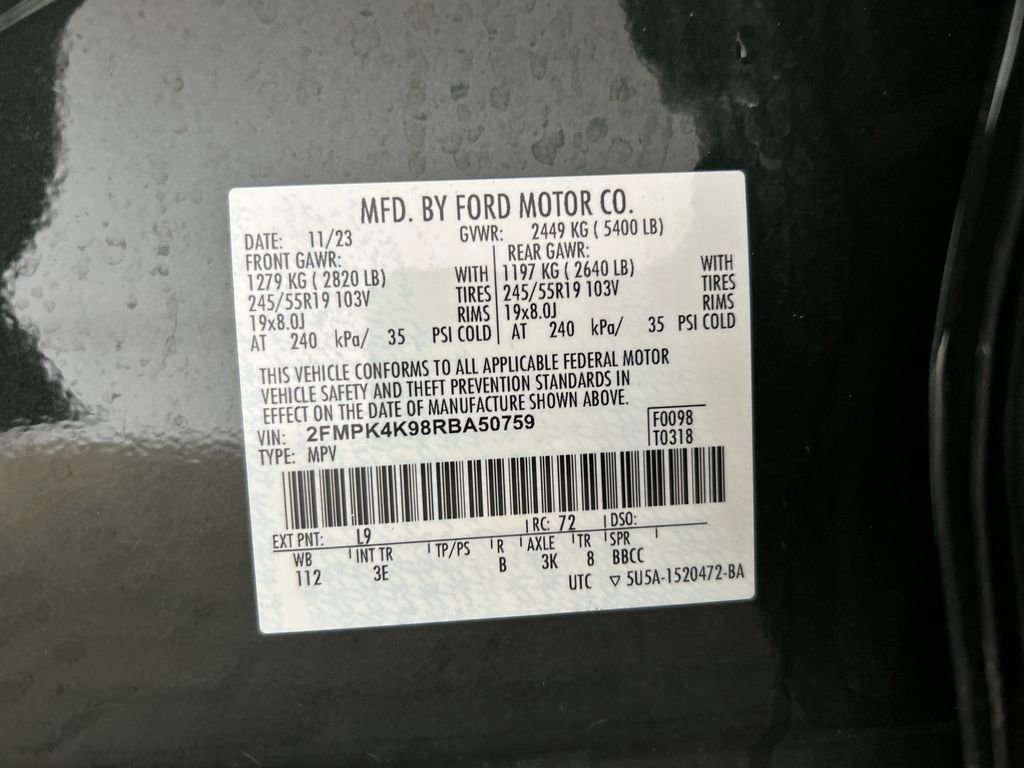 MFD. BY FORD MOTOR CO.
DATE: 11/23 GVWR: 2449 KG ( 5400 LB)
FRONT GAWR: REAR GAWR:
1279 KG ( 2820 LB) WITH 1197 KG ( 2640 LB) WITH
245/55R19 103V TIRES 245/55R19 103V TIRES
19x8.0J RIMS 19x8.0J RIMS
AT 240 kPa/ 35 PSI COLD AT 240 kPa/ 35 PSI COLD
THIS VEHICLE CONFORMS TO ALL APPLICABLE FEDERAL MOTOR
VEHICLE SAFETY AND THEFT PREVENTION STANDARDS IN
EFFECT ON THE DATE OF MANUFACTURE SHOWN ABOVE.
VIN: 2FMPK4K98RBA50759 F0098
TYPE: MPV T0318
EXT PNT: L9 RC: 72 DSO:
WB INT TR TP/PS R AXLE TR SPR
112 3E B 3K 8 BBCC
UTC ▽ 5U5A-1520472-BA